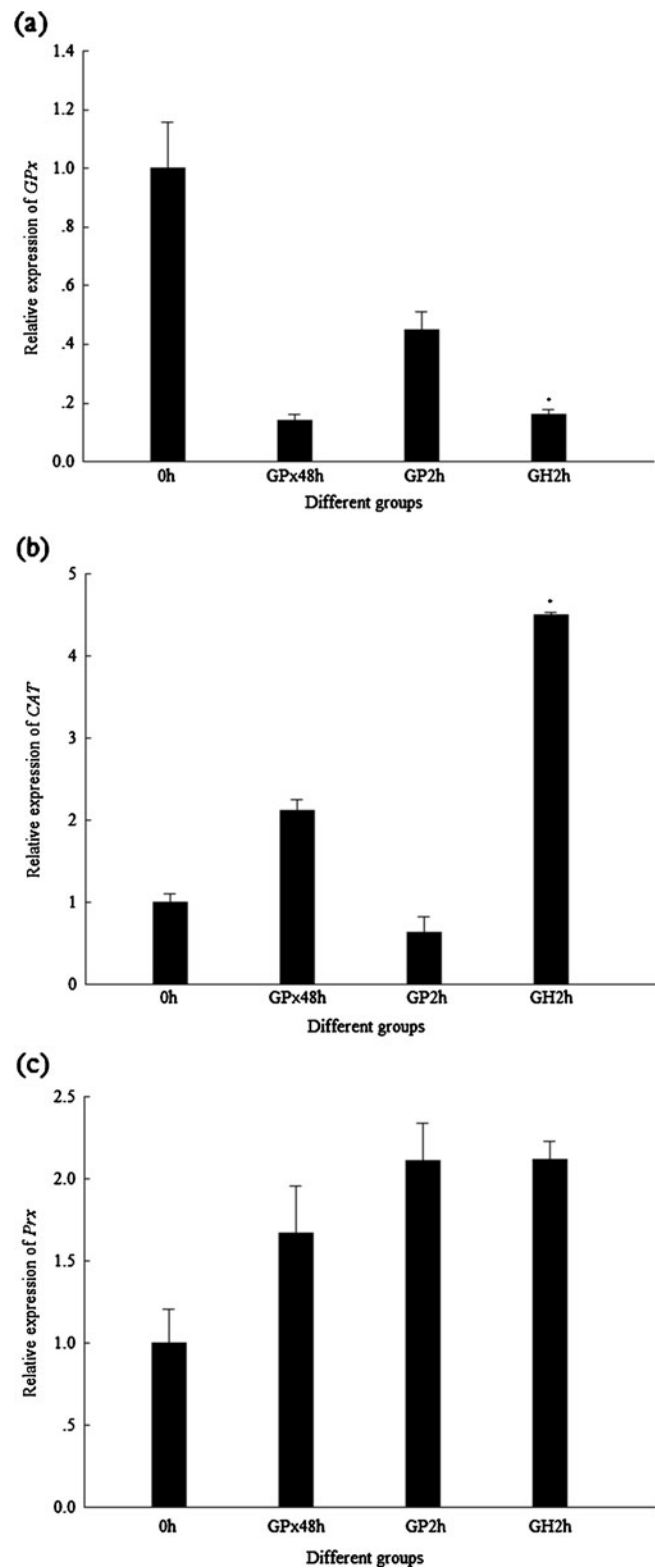 (a)
1.4
1.2
1.0
.8
.6
.4
.2
0.0
Relative expression of GPx
0h GPx48h GP2h GH2h
Different groups
(b)
5
4
3
2
1
0
Relative expression of CAT
0h GPx48h GP2h GH2h
Different groups
(c)
2.5
2.0
1.5
1.0
.5
0.0
Relative expression of Prx
0h GPx48h GP2h GH2h
Different groups